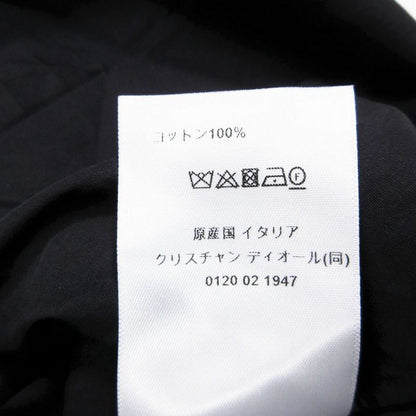 コットン100%
F
原産国 イタリア
クリスチャン ディオール(同)
0120 02 1947